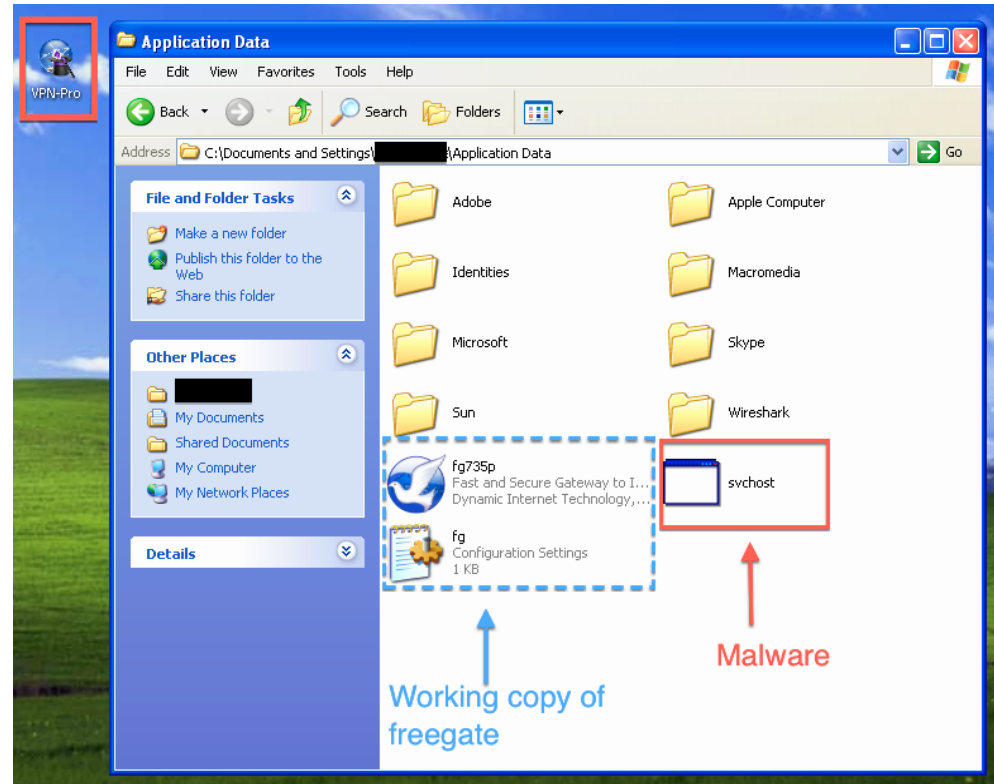 VPN-Pro
Application Data
File Edit View Favorites Tools Help
Back Search Folders
Address C:\Documents and Settings\ \Application Data Go
File and Folder Tasks
Make a new folder
Publish this folder to the
Web
Share this folder
Other Places
My Documents
Shared Documents
My Computer
My Network Places
Details
Adobe
Apple Computer
Identities
Macromedia
Microsoft
Skype
Sun
Wireshark
fg735p
Fast and Secure Gateway to I...
Dynamic Internet Technology,...
svchost
fg
Configuration Settings
1 KB
Malware
Working copy of
freegate